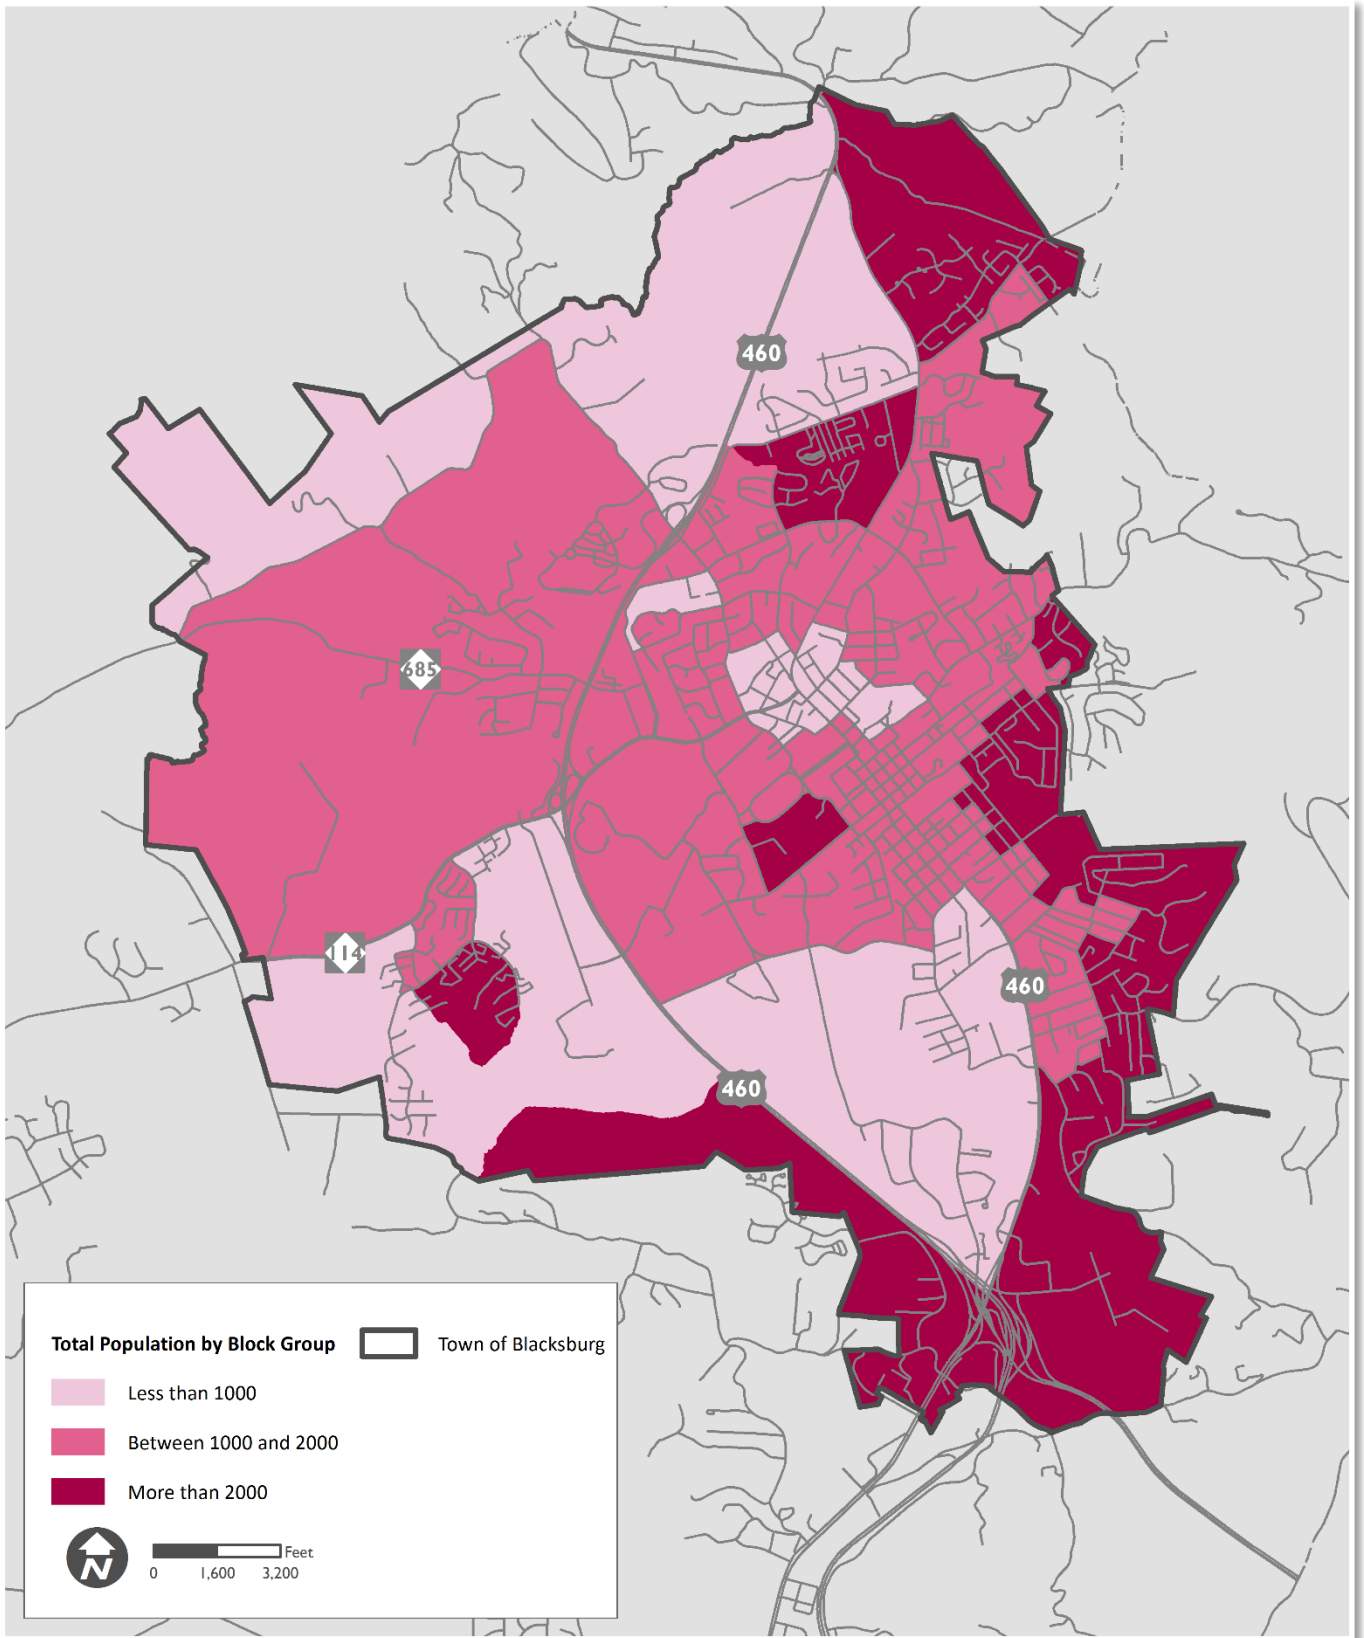 460
685
114
460
460
Total Population by Block Group
Town of Blacksburg
Less than 1000
Between 1000 and 2000
More than 2000
N
Feet
0 1,600 3,200